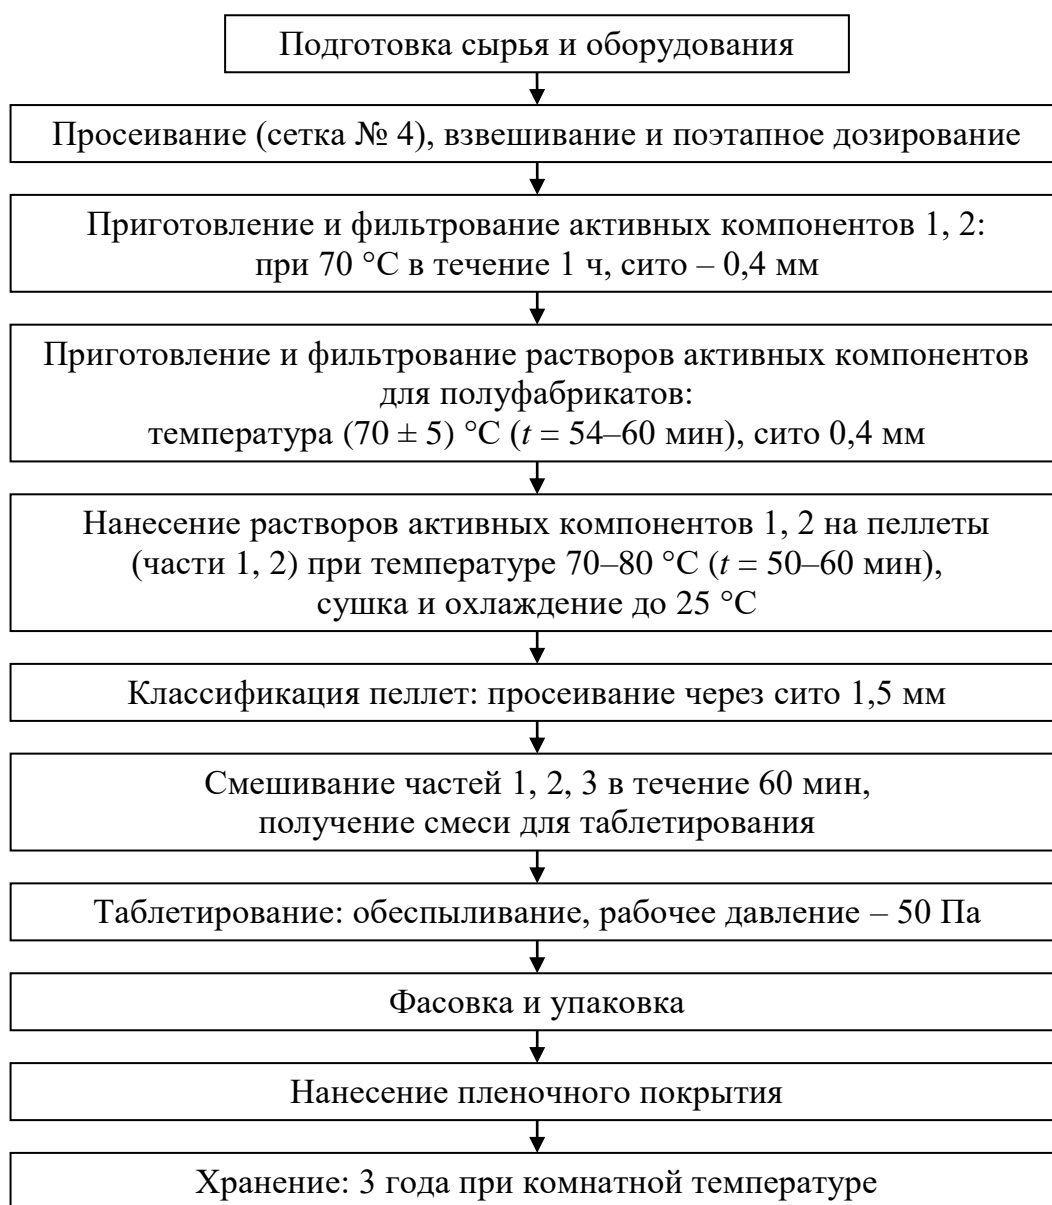 Подготовка сырья и оборудования
Просеивание (сетка № 4), взвешивание и поэтапное дозирование
Приготовление и фильтрование активных компонентов 1, 2:
при 70 °С в течение 1 ч, сито – 0,4 мм
Приготовление и фильтрование растворов активных компонентов
для полуфабрикатов:
температура (70 ± 5) °С (t = 54–60 мин), сито 0,4 мм
Нанесение растворов активных компонентов 1, 2 на пеллеты
(части 1, 2) при температуре 70–80 °С (t = 50–60 мин),
сушка и охлаждение до 25 °С
Классификация пеллет: просеивание через сито 1,5 мм
Смешивание частей 1, 2, 3 в течение 60 мин,
получение смеси для таблетирования
Таблетирование: обеспыливание, рабочее давление – 50 Па
Фасовка и упаковка
Нанесение пленочного покрытия
Хранение: 3 года при комнатной температуре